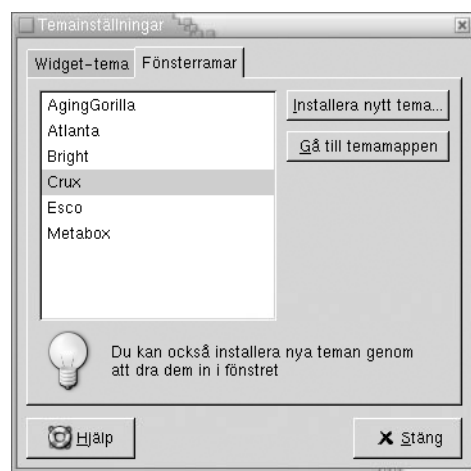 Temainställningar
Widget-tema Fönsterramar
AgingGorilla
Atlanta
Bright
Crux
Esco
Metabox
Installera nytt tema...
Gå till temamappen
Du kan också installera nya teman genom
att dra dem in i fönstret
Hjälp
Stäng